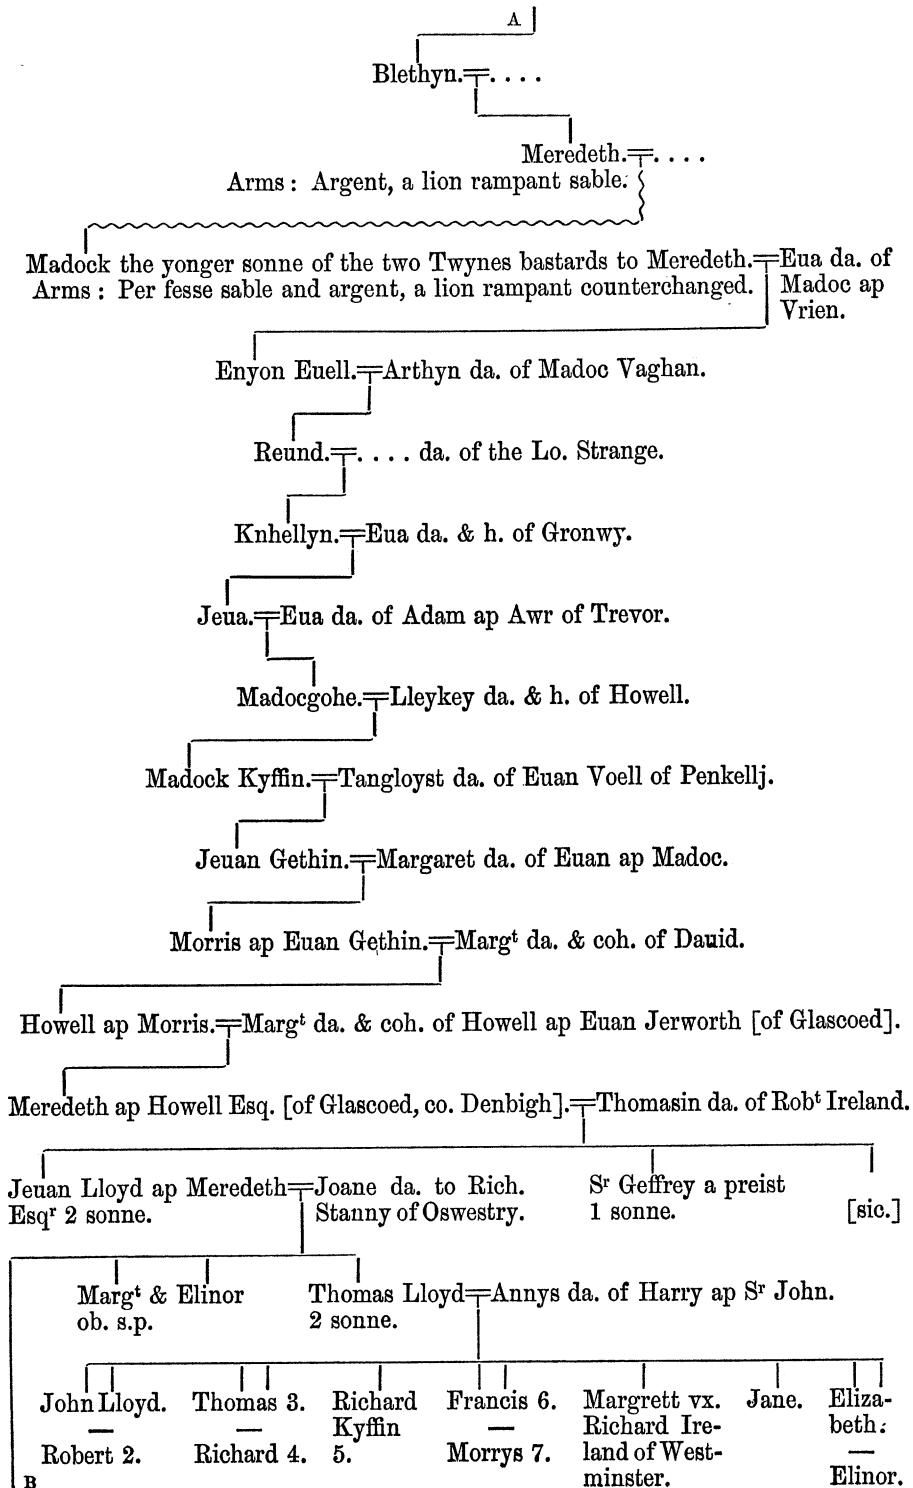 A
Blethyn.=. . . .
Meredeth.=. . . .
Arms : Argent, a lion rampant sable.
Madock the yonger sonne of the two Twynes bastards to Meredeth.=Eua da. of
Arms : Per fesse sable and argent, a lion rampant counterchanged. Madoc ap
Vrien.
Enyon Euell.=Arthyn da. of Madoc Vaghan.
Reund.=. . . . da. of the Lo. Strange.
Knhellyn.=Eua da. & h. of Gronwy.
Jeua.=Eua da. of Adam ap Awr of Trevor.
Madocgohe.=Lleykey da. & h. of Howell.
Madock Kyffin.=Tangloyst da. of Euan Voell of Penkellj.
Jeuan Gethin.=Margaret da. of Euan ap Madoc.
Morris ap Euan Gethin.=Margᵗ da. & coh. of Dauid.
Howell ap Morris.=Margᵗ da. & coh. of Howell ap Euan Jerworth [of Glascoed].
Meredeth ap Howell Esq. [of Glascoed, co. Denbigh].=Thomasin da. of Robᵗ Ireland.
Jeuan Lloyd ap Meredeth=Joane da. to Rich.
Esqʳ 2 sonne. Stanny of Oswestry.
Sʳ Geffrey a preist
1 sonne.
[sic.]
Margᵗ & Elinor
ob. s.p.
Thomas Lloyd=Annys da. of Harry ap Sʳ John.
2 sonne.
John Lloyd.
—
Robert 2.
Thomas 3.
—
Richard 4.
Richard
Kyffin
5.
Francis 6.
—
Morrys 7.
Margrett vx.
Richard Ire-
land of West-
minster.
Jane.
Eliza-
beth.
—
Elinor.
B